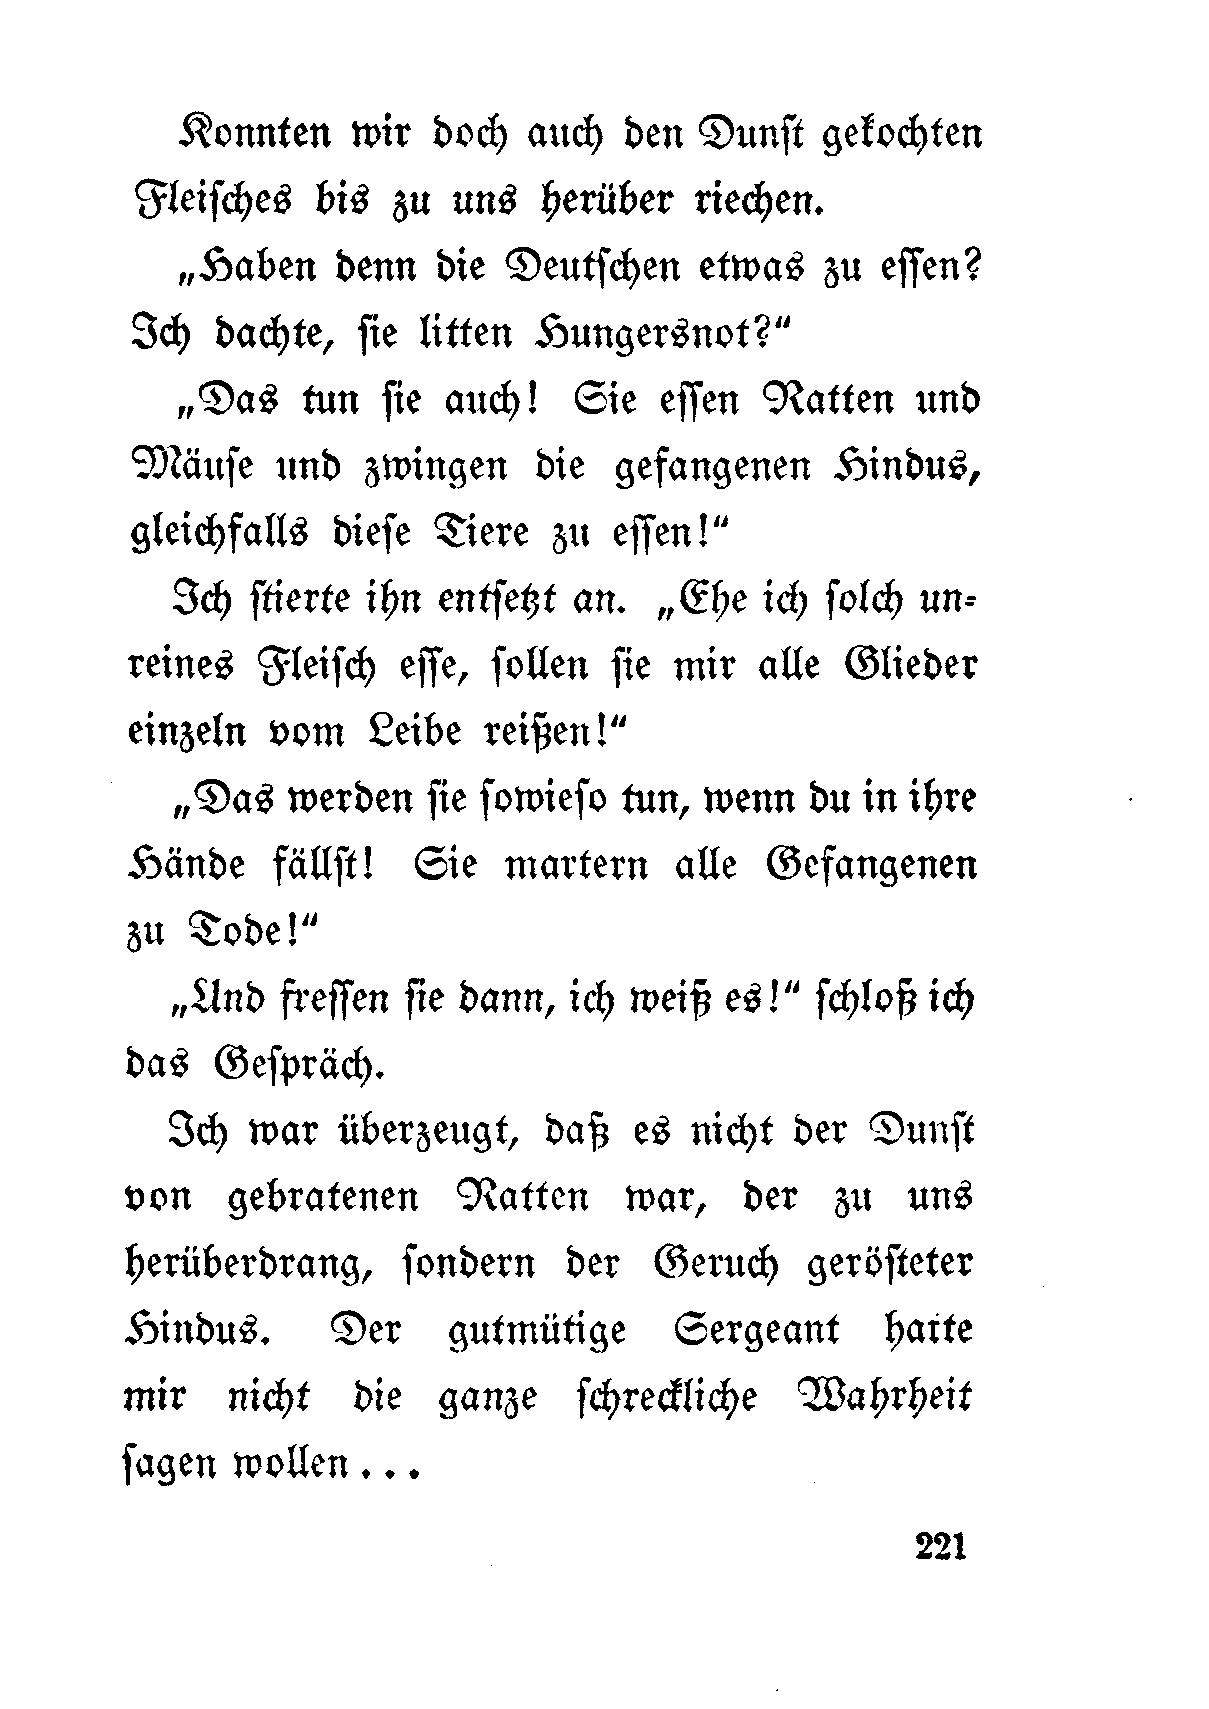 Konnten wir doch auch den Dunſt gekochten
Fleiſches bis zu uns herüber riechen.
„Haben denn die Deutſchen etwas zu eſſen?
Ich dachte, ſie litten Hungersnot?“
„Das tun ſie auch! Sie eſſen Ratten und
Mäuſe und zwingen die gefangenen Hindus,
gleichfalls dieſe Tiere zu eſſen!“
Ich ſtierte ihn entſetzt an. „Ehe ich ſolch un-
reines Fleiſch eſſe, ſollen ſie mir alle Glieder
einzeln vom Leibe reißen!“
„Das werden ſie ſowieſo tun, wenn du in ihre
Hände fällſt! Sie martern alle Gefangenen
zu Tode!“
„Und freſſen ſie dann, ich weiß es!“ ſchloß ich
das Geſpräch.
Ich war überzeugt, daß es nicht der Dunſt
von gebratenen Ratten war, der zu uns
herüberdrang, ſondern der Geruch geröſteter
Hindus. Der gutmütige Sergeant hatte
mir nicht die ganze ſchreckliche Wahrheit
ſagen wollen . . .
221